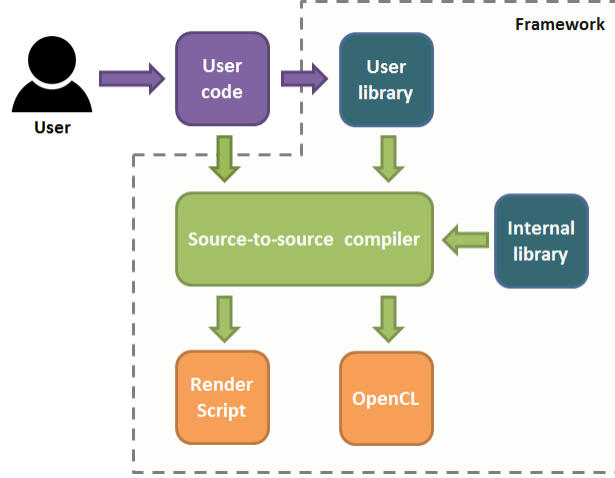 Framework
User
code
User
library
User
Source-to-source compiler
Internal
library
Render
Script
OpenCL